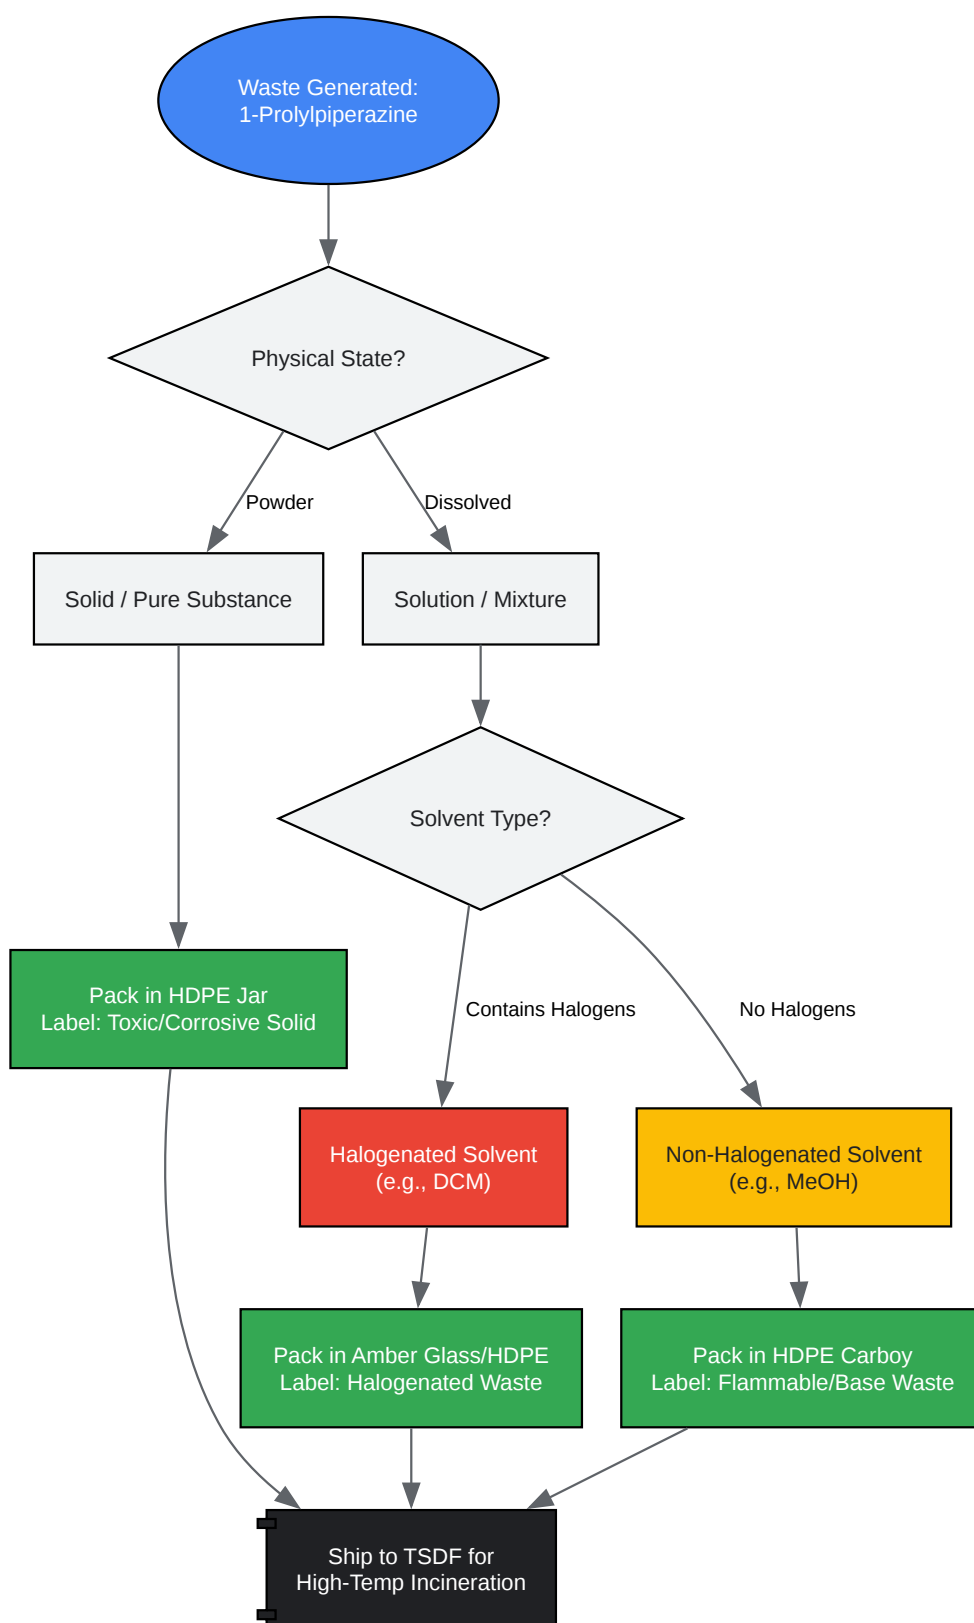 Waste Generated:
1-Prolylpiperazine
Physical State?
Powder
Dissolved
Solid / Pure Substance
Solution / Mixture
Solvent Type?
Pack in HDPE Jar
Label: Toxic/Corrosive Solid
Contains Halogens
No Halogens
Halogenated Solvent
(e.g., DCM)
Non-Halogenated Solvent
(e.g., MeOH)
Pack in Amber Glass/HDPE
Label: Halogenated Waste
Pack in HDPE Carboy
Label: Flammable/Base Waste
Ship to TSDF for
High-Temp Incineration